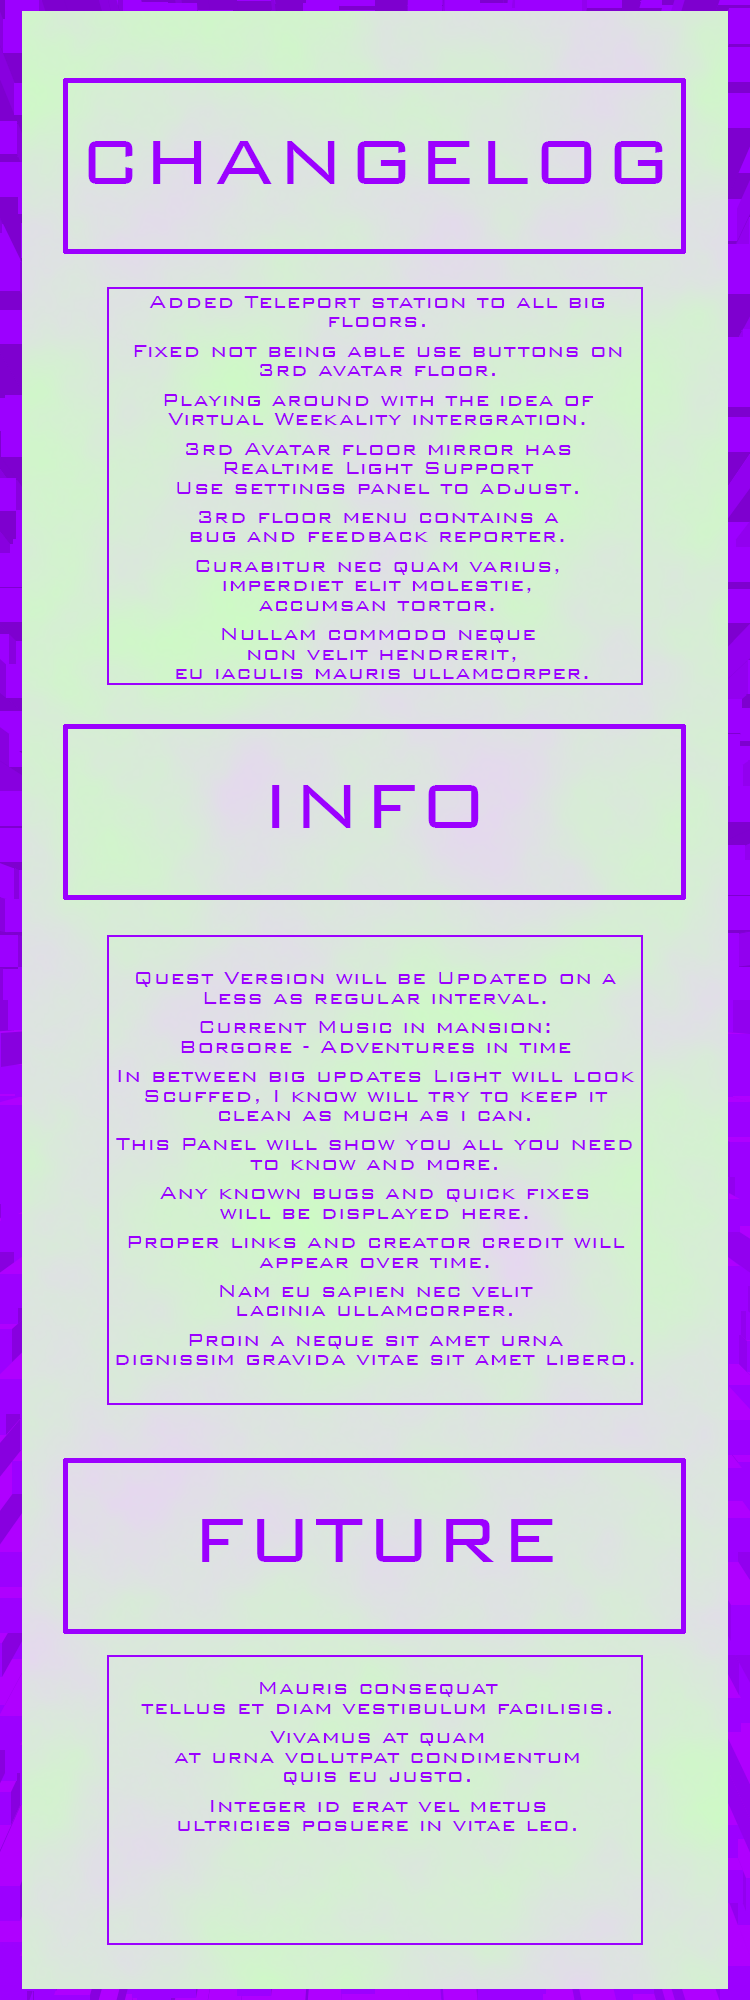 CHANGELOG
Added Teleport station to all big
floors.
Fixed not being able use buttons on
3rd avatar floor.
Playing around with the idea of
Virtual Weekality intergration.
3rd Avatar floor mirror has
Realtime Light Support
Use settings panel to adjust.
3rd floor menu contains a
bug and feedback reporter.
Curabitur nec quam varius,
imperdiet elit molestie,
accumsan tortor.
Nullam commodo neque
non velit hendrerit,
eu iaculis mauris ullamcorper.
INFO
Quest Version will be Updated on a
Less as regular interval.
Current Music in mansion:
Borgore - Adventures in time
In between big updates Light will look
Scuffed, I know will try to keep it
clean as much as i can.
This Panel will show you all you need
to know and more.
Any known bugs and quick fixes
will be displayed here.
Proper links and creator credit will
appear over time.
Nam eu sapien nec velit
lacinia ullamcorper.
Proin a neque sit amet urna
dignissim gravida vitae sit amet libero.
FUTURE
Mauris consequat
tellus et diam vestibulum facilisis.
Vivamus at quam
at urna volutpat condimentum
quis eu justo.
Integer id erat vel metus
ultricies posuere in vitae leo.